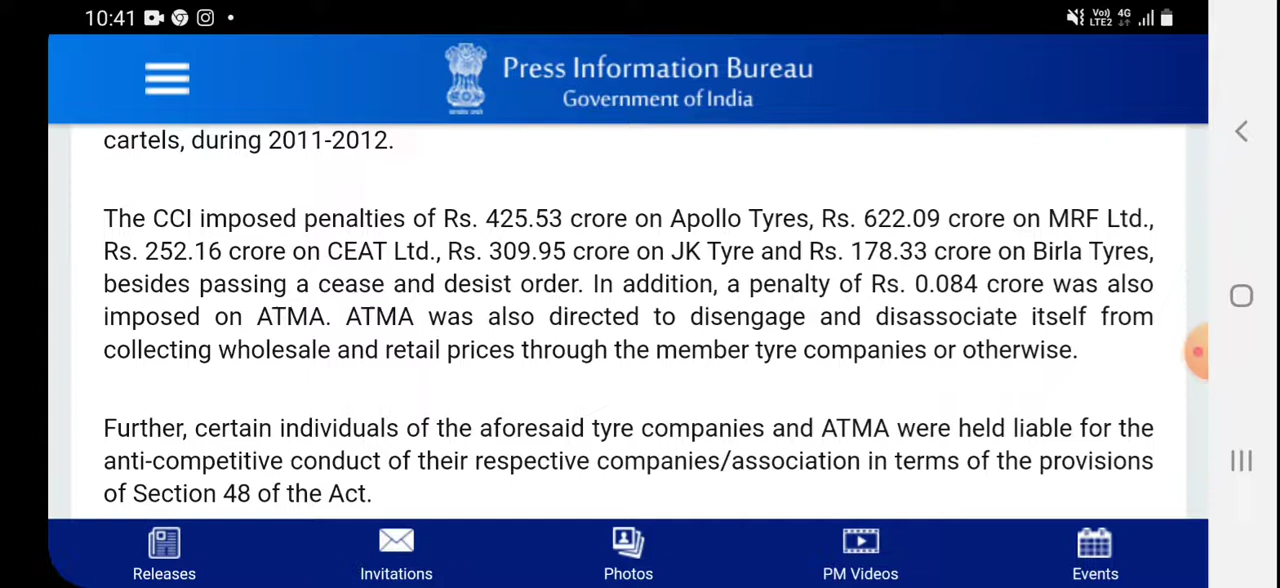 10:41
Vo) 4G
LTE2
Press Information Bureau
Government of India
cartels, during 2011-2012.
The CCI imposed penalties of Rs. 425.53 crore on Apollo Tyres, Rs. 622.09 crore on MRF Ltd.,
Rs. 252.16 crore on CEAT Ltd., Rs. 309.95 crore on JK Tyre and Rs. 178.33 crore on Birla Tyres,
besides passing a cease and desist order. In addition, a penalty of Rs. 0.084 crore was also
imposed on ATMA. ATMA was also directed to disengage and disassociate itself from
collecting wholesale and retail prices through the member tyre companies or otherwise.
Further, certain individuals of the aforesaid tyre companies and ATMA were held liable for the
anti-competitive conduct of their respective companies/association in terms of the provisions
of Section 48 of the Act.
Releases
Invitations
Photos
PM Videos
Events